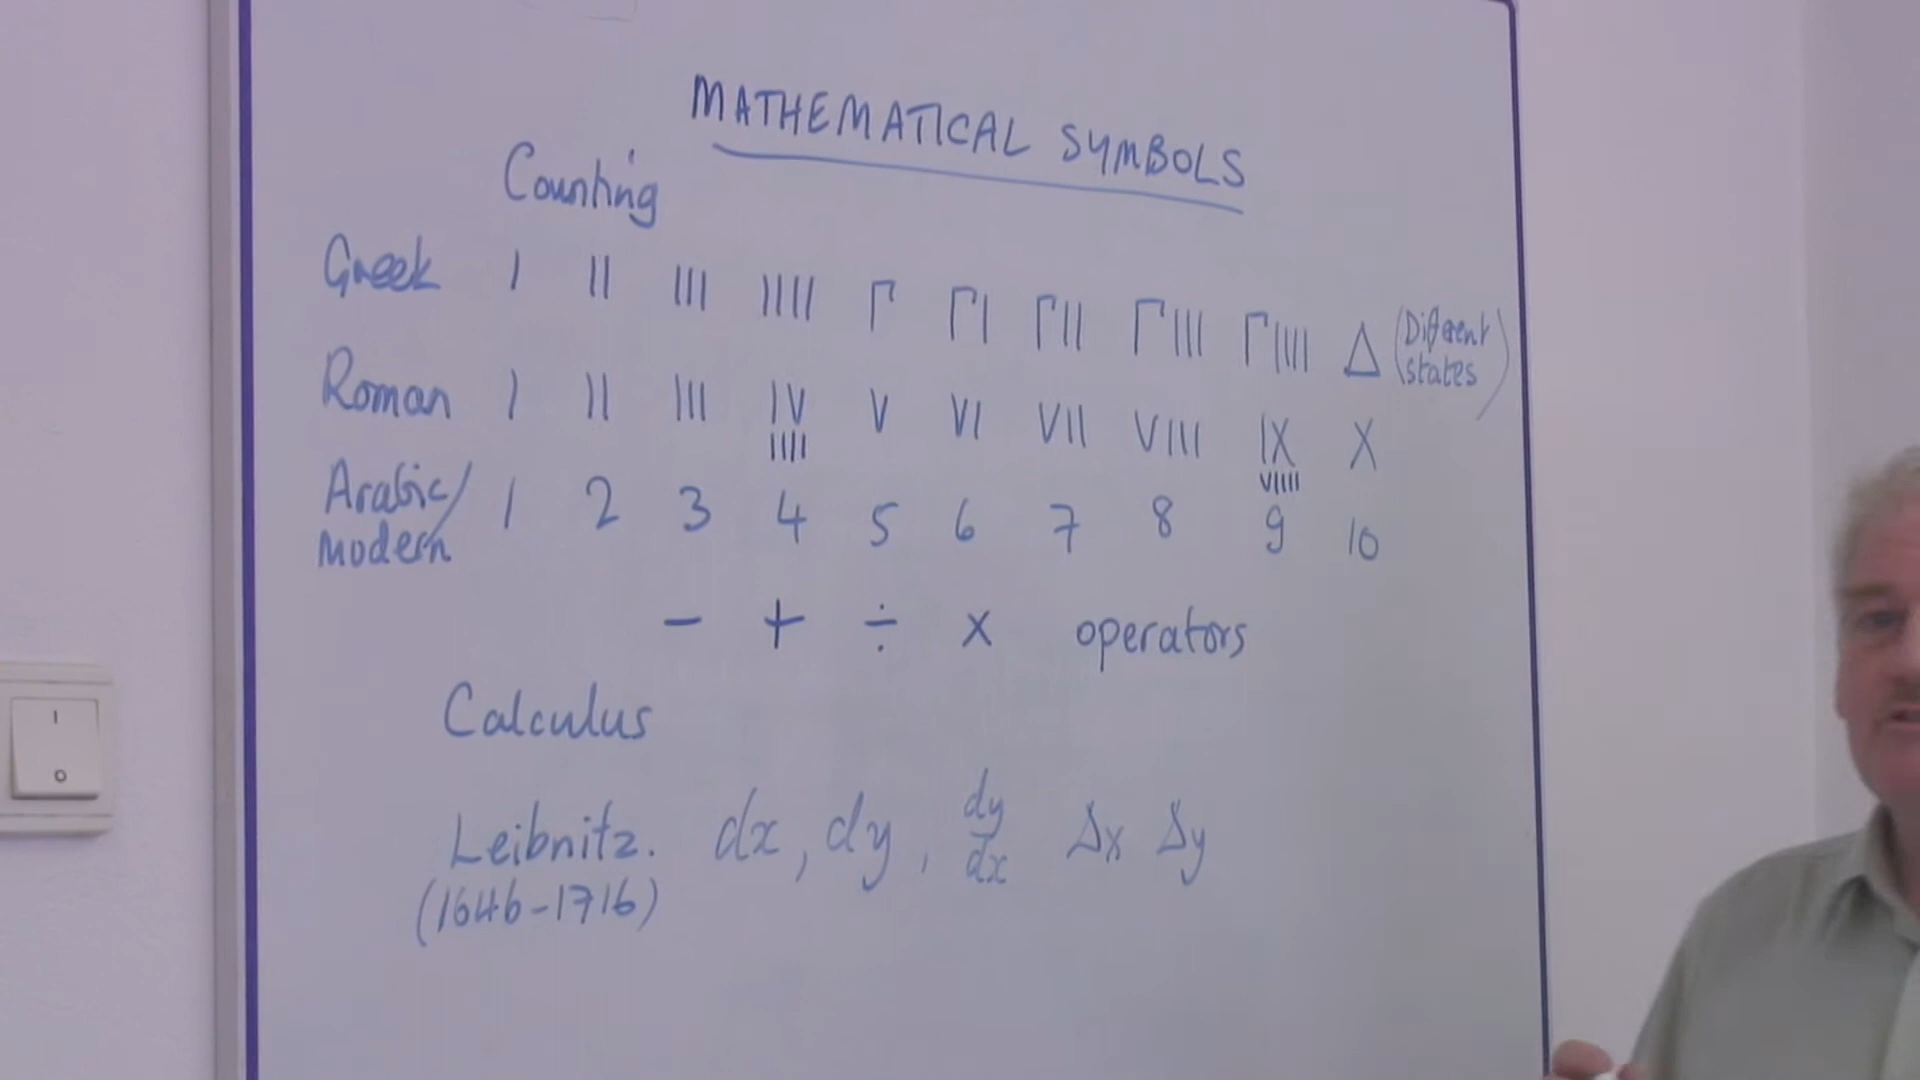 MATHEMATICAL SYMBOLS
Counting
Greek I II III IIII Γ ΓI ΓII ΓIII ΓIIII Δ (Different states)
Roman I II III IV V VI VII VIII IX X
IIII VIIII
Arabic/modern 1 2 3 4 5 6 7 8 9 10
- + ÷ x operators
Calculus
Leibnitz. dx, dy, dy/dx Δx Δy
(1646-1716)
I
O